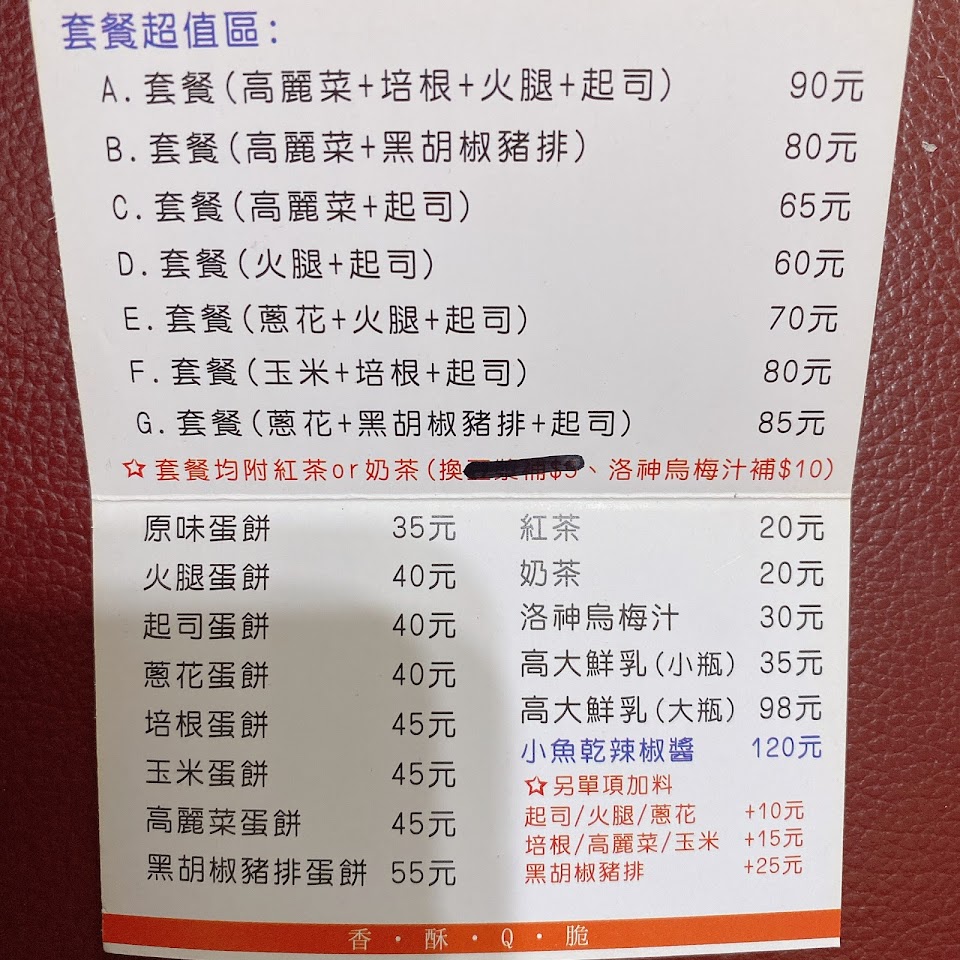 套餐超值區:
A.套餐(高麗菜+培根+火腿+起司) 90元
B.套餐(高麗菜+黑胡椒豬排) 80元
C.套餐(高麗菜+起司) 65元
D.套餐(火腿+起司) 60元
E.套餐(蔥花+火腿+起司) 70元
F.套餐(玉米+培根+起司) 80元
G.套餐(蔥花+黑胡椒豬排+起司) 85元
☆套餐均附紅茶or奶茶(換、洛神烏梅汁補$10)
原味蛋餅 35元
火腿蛋餅 40元
起司蛋餅 40元
蔥花蛋餅 40元
培根蛋餅 45元
玉米蛋餅 45元
高麗菜蛋餅 45元
黑胡椒豬排蛋餅 55元
紅茶 20元
奶茶 20元
洛神烏梅汁 30元
高大鮮乳(小瓶) 35元
高大鮮乳(大瓶) 98元
小魚乾辣椒醬 120元
☆另單項加料
起司/火腿/蔥花 +10元
培根/高麗菜/玉米 +15元
黑胡椒豬排 +25元
香・酥・Q・脆